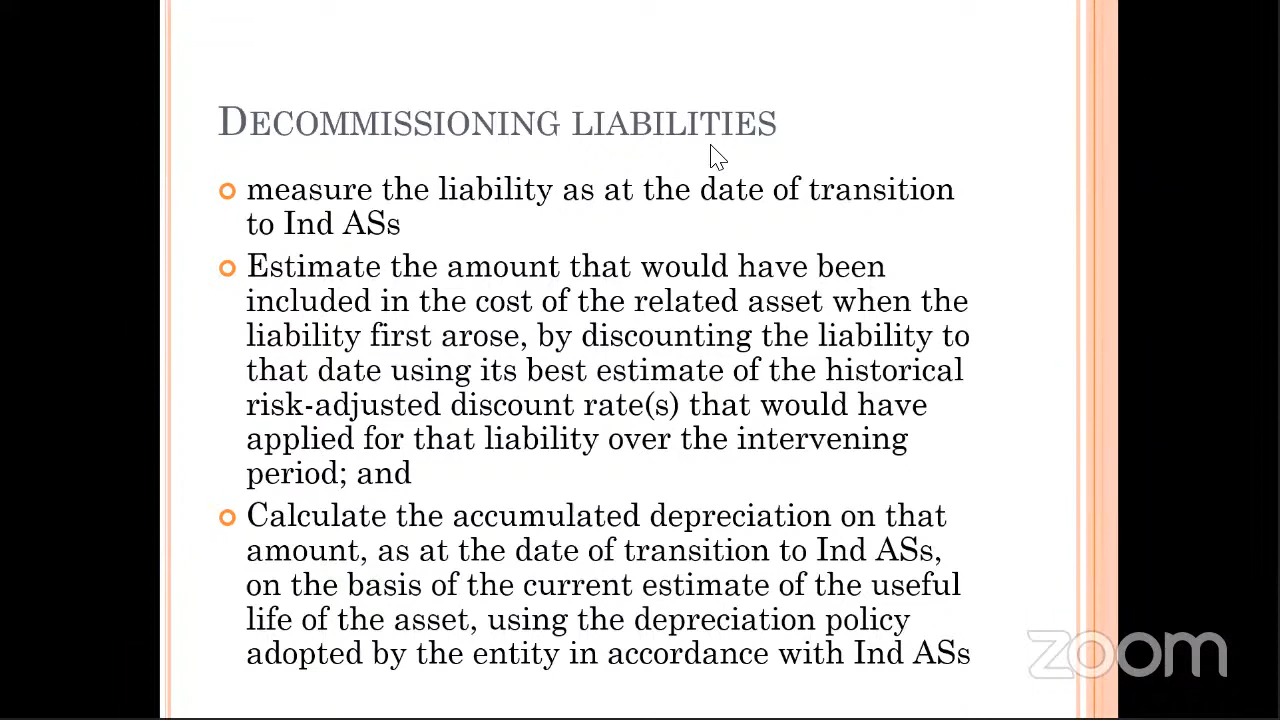 DECOMMISSIONING LIABILITIES
measure the liability as at the date of transition
to Ind ASs
Estimate the amount that would have been
included in the cost of the related asset when the
liability first arose, by discounting the liability to
that date using its best estimate of the historical
risk-adjusted discount rate(s) that would have
applied for that liability over the intervening
period; and
Calculate the accumulated depreciation on that
amount, as at the date of transition to Ind ASs,
on the basis of the current estimate of the useful
life of the asset, using the depreciation policy
adopted by the entity in accordance with Ind ASs
zoom